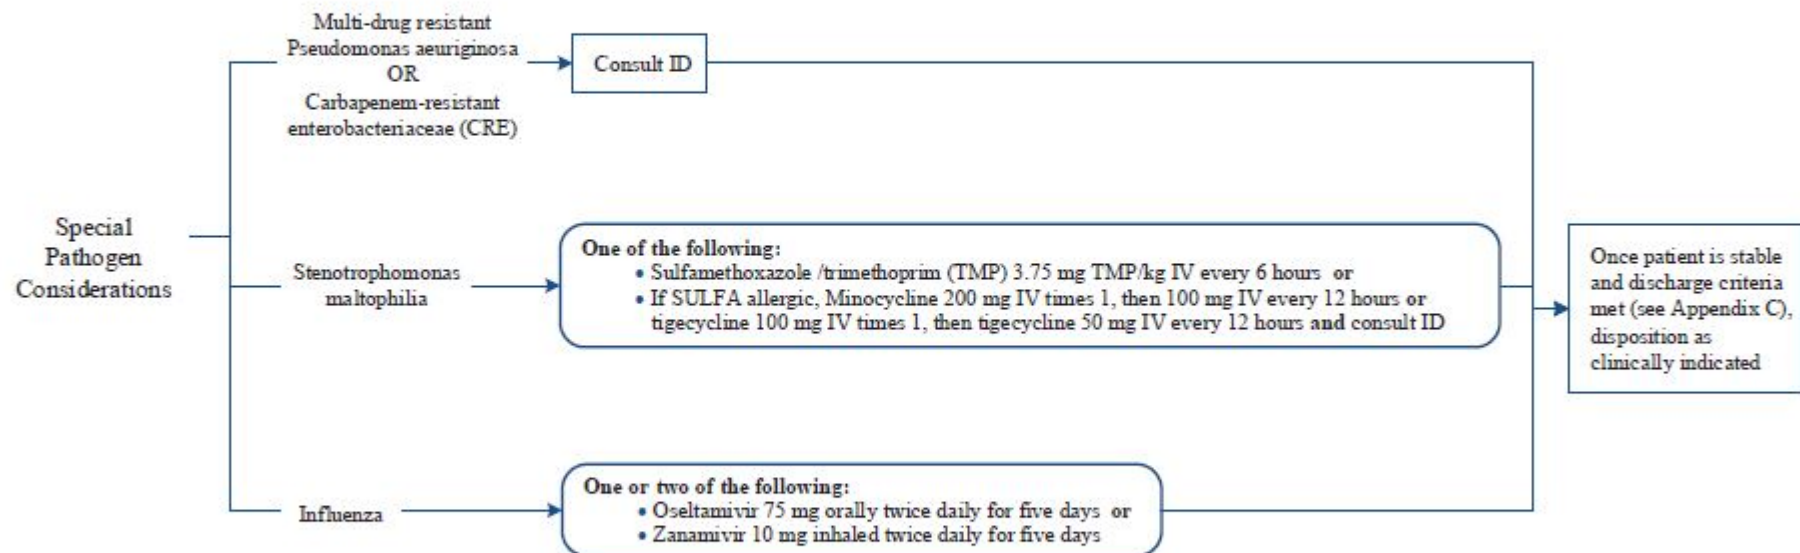 Special
Pathogen
Considerations
Multi-drug resistant
Pseudomonas aeuriginosa
OR
Carbapenem-resistant
enterobacteriaceae (CRE)
Consult ID
Stenotrophomonas
maltophilia
One of the following:
• Sulfamethoxazole /trimethoprim (TMP) 3.75 mg TMP/kg IV every 6 hours or
• If SULFA allergic, Minocycline 200 mg IV times 1, then 100 mg IV every 12 hours or
tigecycline 100 mg IV times 1, then tigecycline 50 mg IV every 12 hours and consult ID
Influenza
One or two of the following:
• Oseltamivir 75 mg orally twice daily for five days or
• Zanamivir 10 mg inhaled twice daily for five days
Once patient is stable
and discharge criteria
met (see Appendix C),
disposition as
clinically indicated